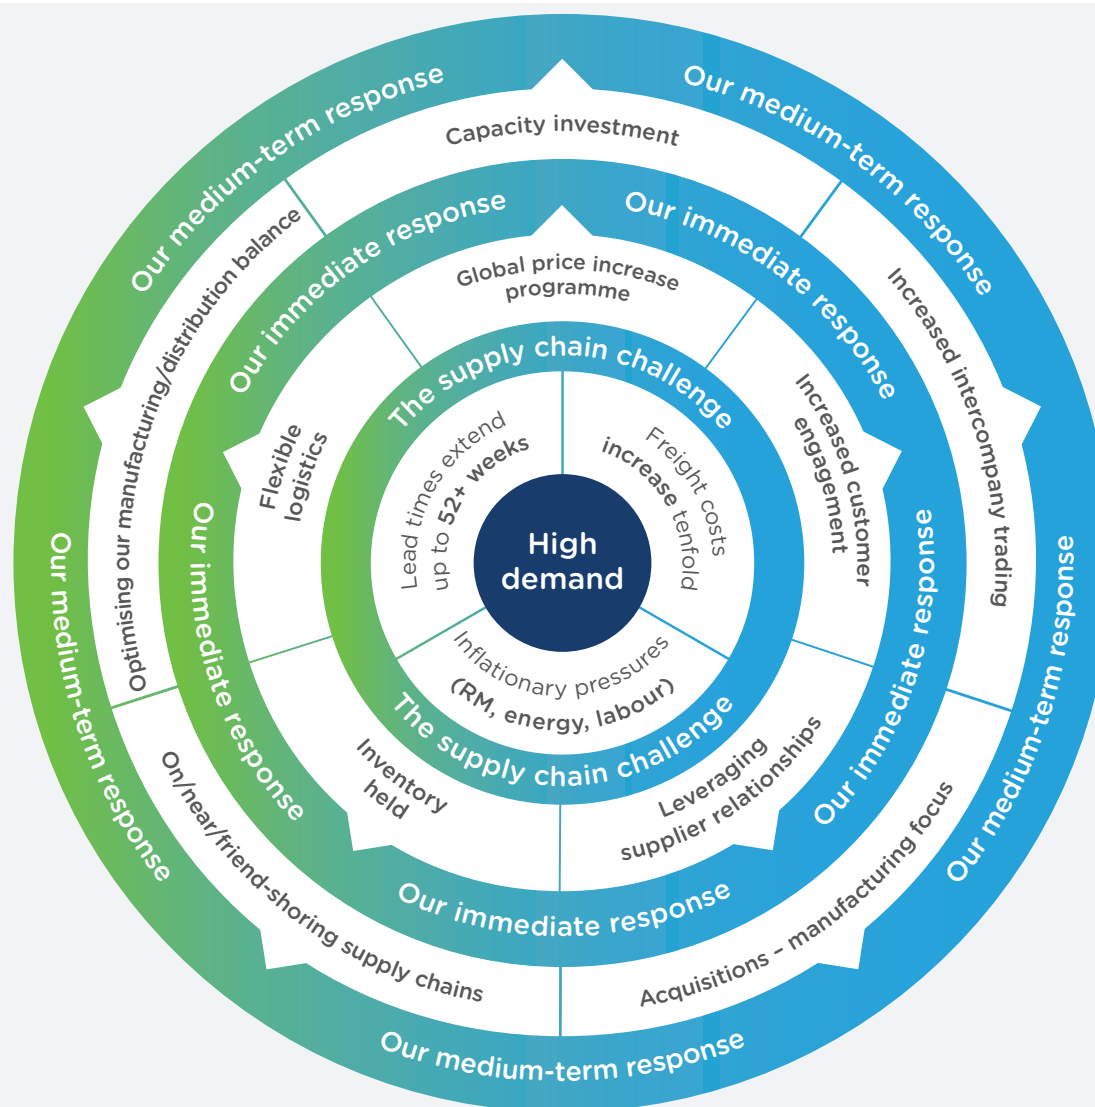 High
demand
The supply chain challenge
Lead times extend
up to 52+ weeks
Freight costs
increase tenfold
Inflationary pressures
(RM, energy, labour)
The supply chain challenge
Our immediate response
Our immediate response
Global price increase
programme
Increased customer
engagement
Our immediate response
Leveraging
supplier relationships
Our immediate response
Inventory
held
Our immediate response
Flexible
logistics
Our medium-term response
Our medium-term response
Capacity investment
Increased intercompany trading
Our medium-term response
Acquisitions – manufacturing focus
Our medium-term response
On/near/friend-shoring supply chains
Our medium-term response
Optimising our manufacturing/distribution balance